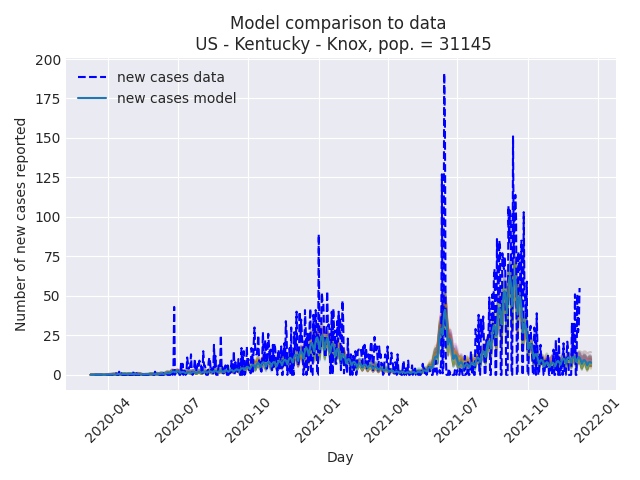 Model comparison to data
US - Kentucky - Knox, pop. = 31145
new cases data
new cases model
Number of new cases reported
200
175
150
125
100
75
50
25
0
2020-04
2020-07
2020-10
2021-01
2021-04
2021-07
2021-10
2022-01
Day